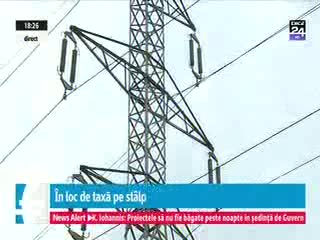 18:26
direct
DIGI 24
În loc de taxă pe stâlp
News Alert K. Iohannis: Proiectele să nu fie băgate peste noapte în ședință de Guvern